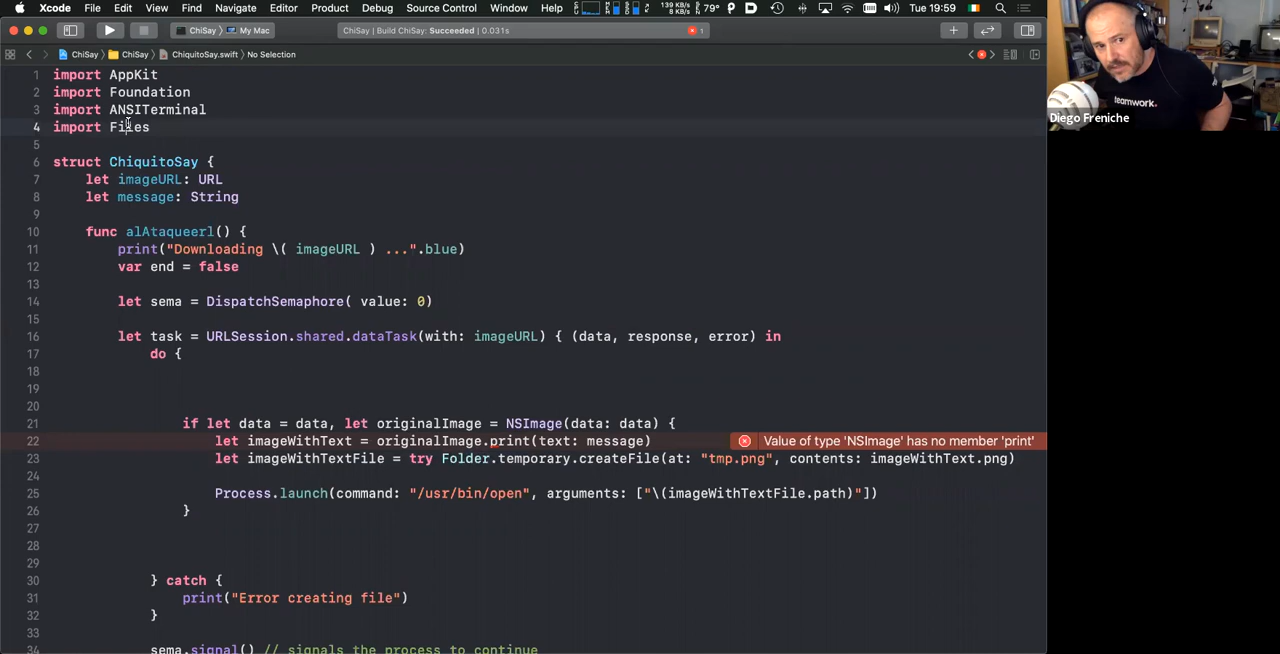 Xcode File Edit View Find Navigate Editor Product Debug Source Control Window Help 139 KB/s 8 KB/s 79° Tue 19:59
ChiSay My Mac ChiSay | Build ChiSay: Succeeded | 0.031s 1
ChiSay ChiSay ChiquitoSay.swift No Selection
1 import AppKit
2 import Foundation
3 import ANSITerminal
4 import Files
5
6 struct ChiquitoSay {
7 let imageURL: URL
8 let message: String
9
10 func alAtaqueerl() {
11 print("Downloading \( imageURL ) ...".blue)
12 var end = false
13
14 let sema = DispatchSemaphore( value: 0)
15
16 let task = URLSession.shared.dataTask(with: imageURL) { (data, response, error) in
17 do {
18
19
20
21 if let data = data, let originalImage = NSImage(data: data) {
22 let imageWithText = originalImage.print(text: message) Value of type 'NSImage' has no member 'print'
23 let imageWithTextFile = try Folder.temporary.createFile(at: "tmp.png", contents: imageWithText.png)
24
25 Process.launch(command: "/usr/bin/open", arguments: ["\(imageWithTextFile.path)"])
26 }
27
28
29
30 } catch {
31 print("Error creating file")
32 }
33
34 sema.signal() // signals the process to continue
teamwork.
Diego Freniche